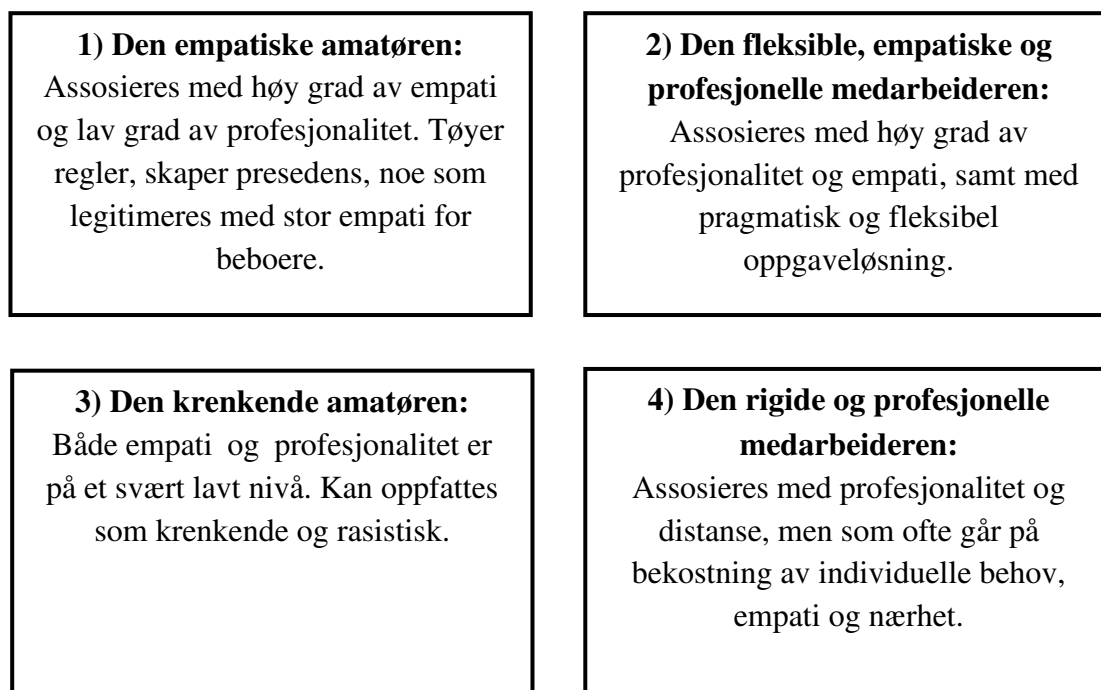 1) Den empatiske amatøren:
Assosieres med høy grad av empati
og lav grad av profesjonalitet. Tøyer
regler, skaper presedens, noe som
legitimeres med stor empati for
beboere.
2) Den fleksible, empatiske og
profesjonelle medarbeideren:
Assosieres med høy grad av
profesjonalitet og empati, samt med
pragmatisk og fleksibel
oppgaveløsning.
3) Den krenkende amatøren:
Både empati og profesjonalitet er
på et svært lavt nivå. Kan oppfattes
som krenkende og rasistisk.
4) Den rigide og profesjonelle
medarbeideren:
Assosieres med profesjonalitet og
distanse, men som ofte går på
bekostning av individuelle behov,
empati og nærhet.